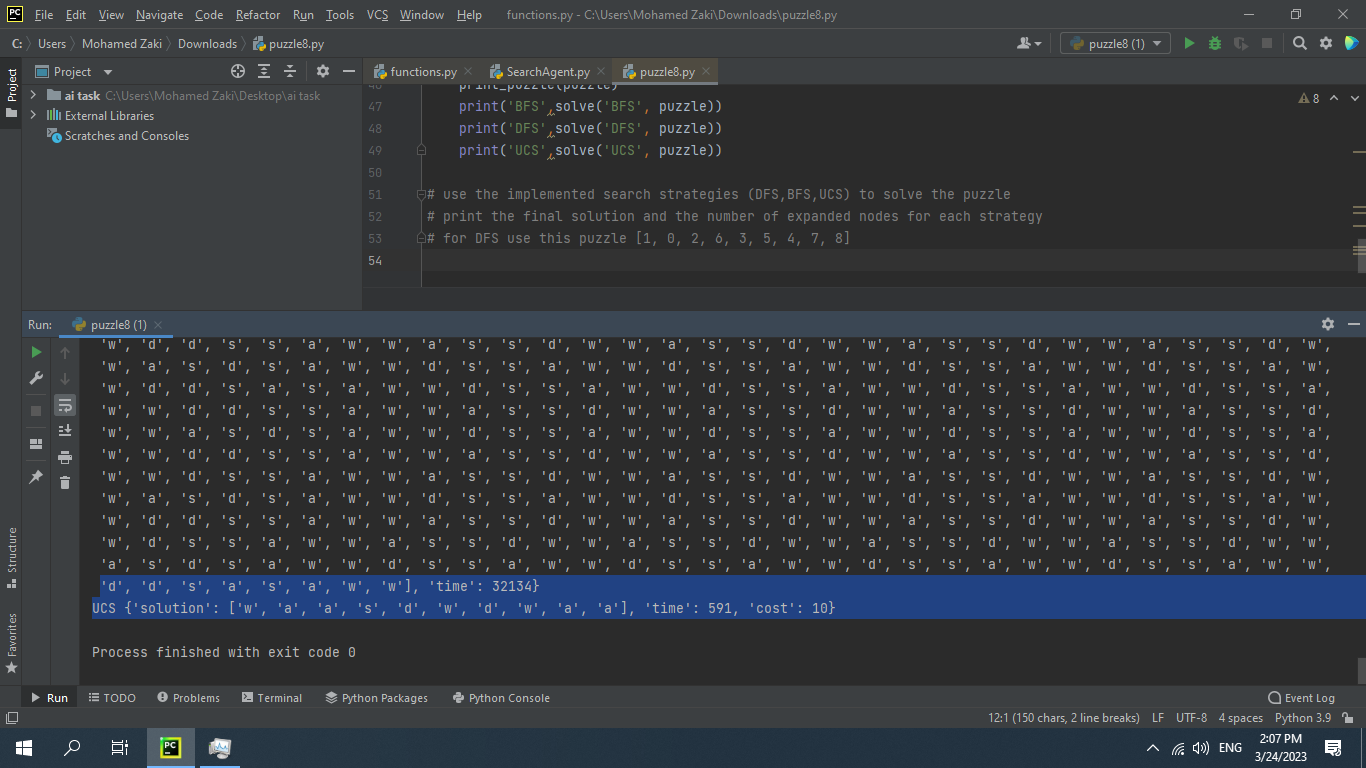 PC File Edit View Navigate Code Refactor Run Tools VCS Window Help functions.py - C:\Users\Mohamed Zaki\Downloads\puzzle8.py
C: Users Mohamed Zaki Downloads puzzle8.py puzzle8 (1)
Project
Project
functions.py SearchAgent.py puzzle8.py
ai task C:\Users\Mohamed Zaki\Desktop\ai task
External Libraries
Scratches and Consoles
8
46 print_puzzle(puzzle)
47 print('BFS',solve('BFS', puzzle))
48 print('DFS',solve('DFS', puzzle))
49 print('UCS',solve('UCS', puzzle))
50
51 # use the implemented search strategies (DFS,BFS,UCS) to solve the puzzle
52 # print the final solution and the number of expanded nodes for each strategy
53 # for DFS use this puzzle [1, 0, 2, 6, 3, 5, 4, 7, 8]
54
Run: puzzle8 (1)
'w', 'd', 'd', 's', 's', 'a', 'w', 'w', 'a', 's', 's', 'd', 'w', 'w', 'a', 's', 's', 'd', 'w', 'w', 'a', 's', 's', 'd', 'w', 'w', 'a', 's', 's', 'd', 'w',
'w', 'a', 's', 'd', 's', 'a', 'w', 'w', 'd', 's', 's', 'a', 'w', 'w', 'd', 's', 's', 'a', 'w', 'w', 'd', 's', 's', 'a', 'w', 'w', 'd', 's', 's', 'a', 'w',
'w', 'd', 'd', 's', 'a', 's', 'a', 'w', 'w', 'd', 's', 's', 'a', 'w', 'w', 'd', 's', 's', 'a', 'w', 'w', 'd', 's', 's', 'a', 'w', 'w', 'd', 's', 's', 'a',
'w', 'w', 'd', 'd', 's', 's', 'a', 'w', 'w', 'a', 's', 's', 'd', 'w', 'w', 'a', 's', 's', 'd', 'w', 'w', 'a', 's', 's', 'd', 'w', 'w', 'a', 's', 's', 'd',
'w', 'w', 'a', 's', 'd', 's', 'a', 'w', 'w', 'd', 's', 's', 'a', 'w', 'w', 'd', 's', 's', 'a', 'w', 'w', 'd', 's', 's', 'a', 'w', 'w', 'd', 's', 's', 'a',
'd', 'd', 's', 'a', 's', 'a', 'w', 'w'], 'time': 32134}
UCS {'solution': ['w', 'a', 'a', 's', 'd', 'w', 'd', 'w', 'a', 'a'], 'time': 591, 'cost': 10}
Process finished with exit code 0
Structure
Favorites
Run TODO Problems Terminal Python Packages Python Console Event Log
12:1 (150 chars, 2 line breaks) LF UTF-8 4 spaces Python 3.9
PC ENG 2:07 PM
3/24/2023